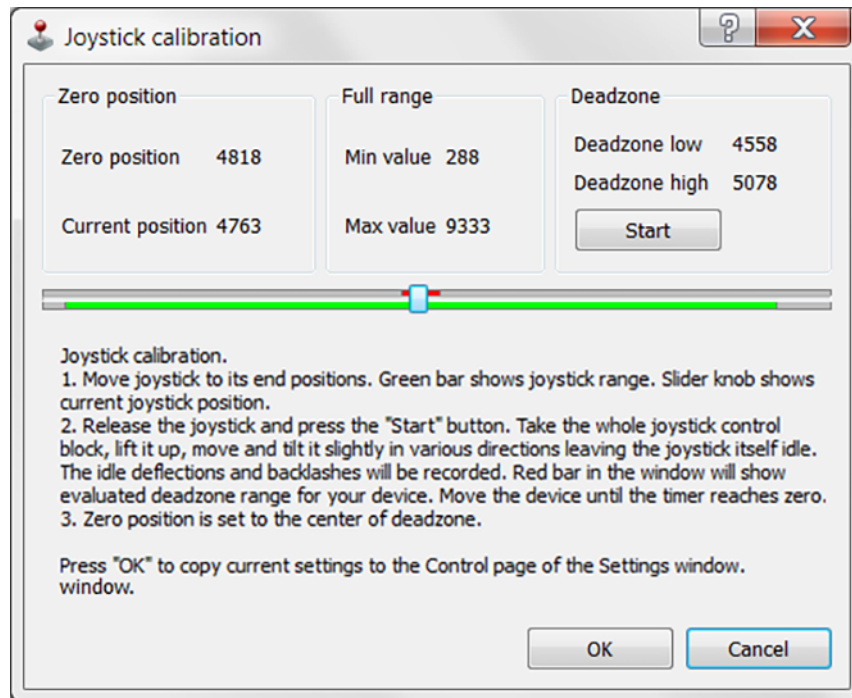 Joystick calibration
Zero position
Zero position 4818
Current position 4763
Full range
Min value 288
Max value 9333
Deadzone
Deadzone low 4558
Deadzone high 5078
Start
Joystick calibration.
1. Move joystick to its end positions. Green bar shows joystick range. Slider knob shows
current joystick position.
2. Release the joystick and press the "Start" button. Take the whole joystick control
block, lift it up, move and tilt it slightly in various directions leaving the joystick itself idle.
The idle deflections and backlashes will be recorded. Red bar in the window will show
evaluated deadzone range for your device. Move the device until the timer reaches zero.
3. Zero position is set to the center of deadzone.
Press "OK" to copy current settings to the Control page of the Settings window.
window.
OK
Cancel